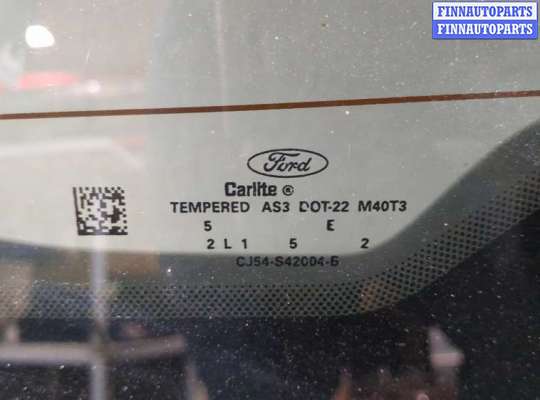 FINNAUTOPARTS
FINNAUTOPARTS
Ford
Carlite ®
TEMPERED AS3 DOT-22 M40T3
5 E
2 L 1 5 2
CJ54-S42004-B